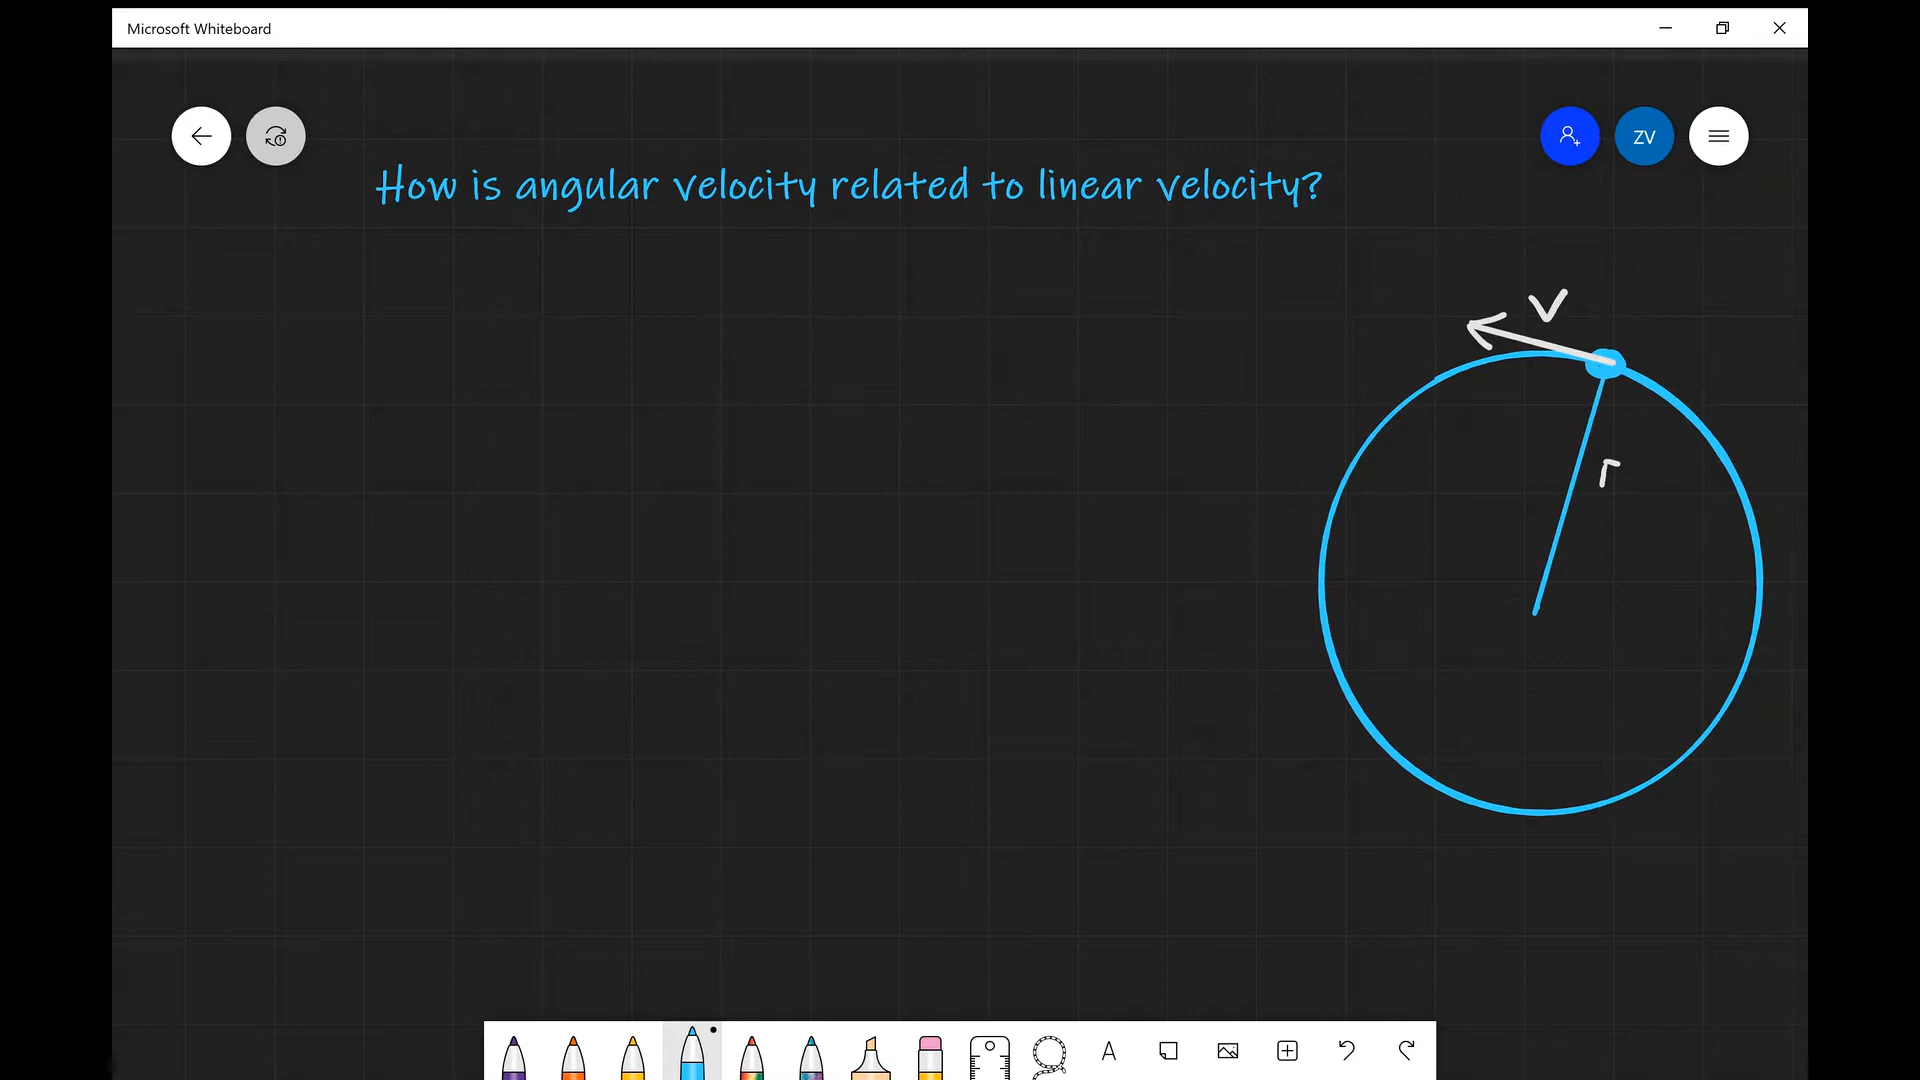 Microsoft Whiteboard
ZV
How is angular velocity related to linear velocity?
V
r
A